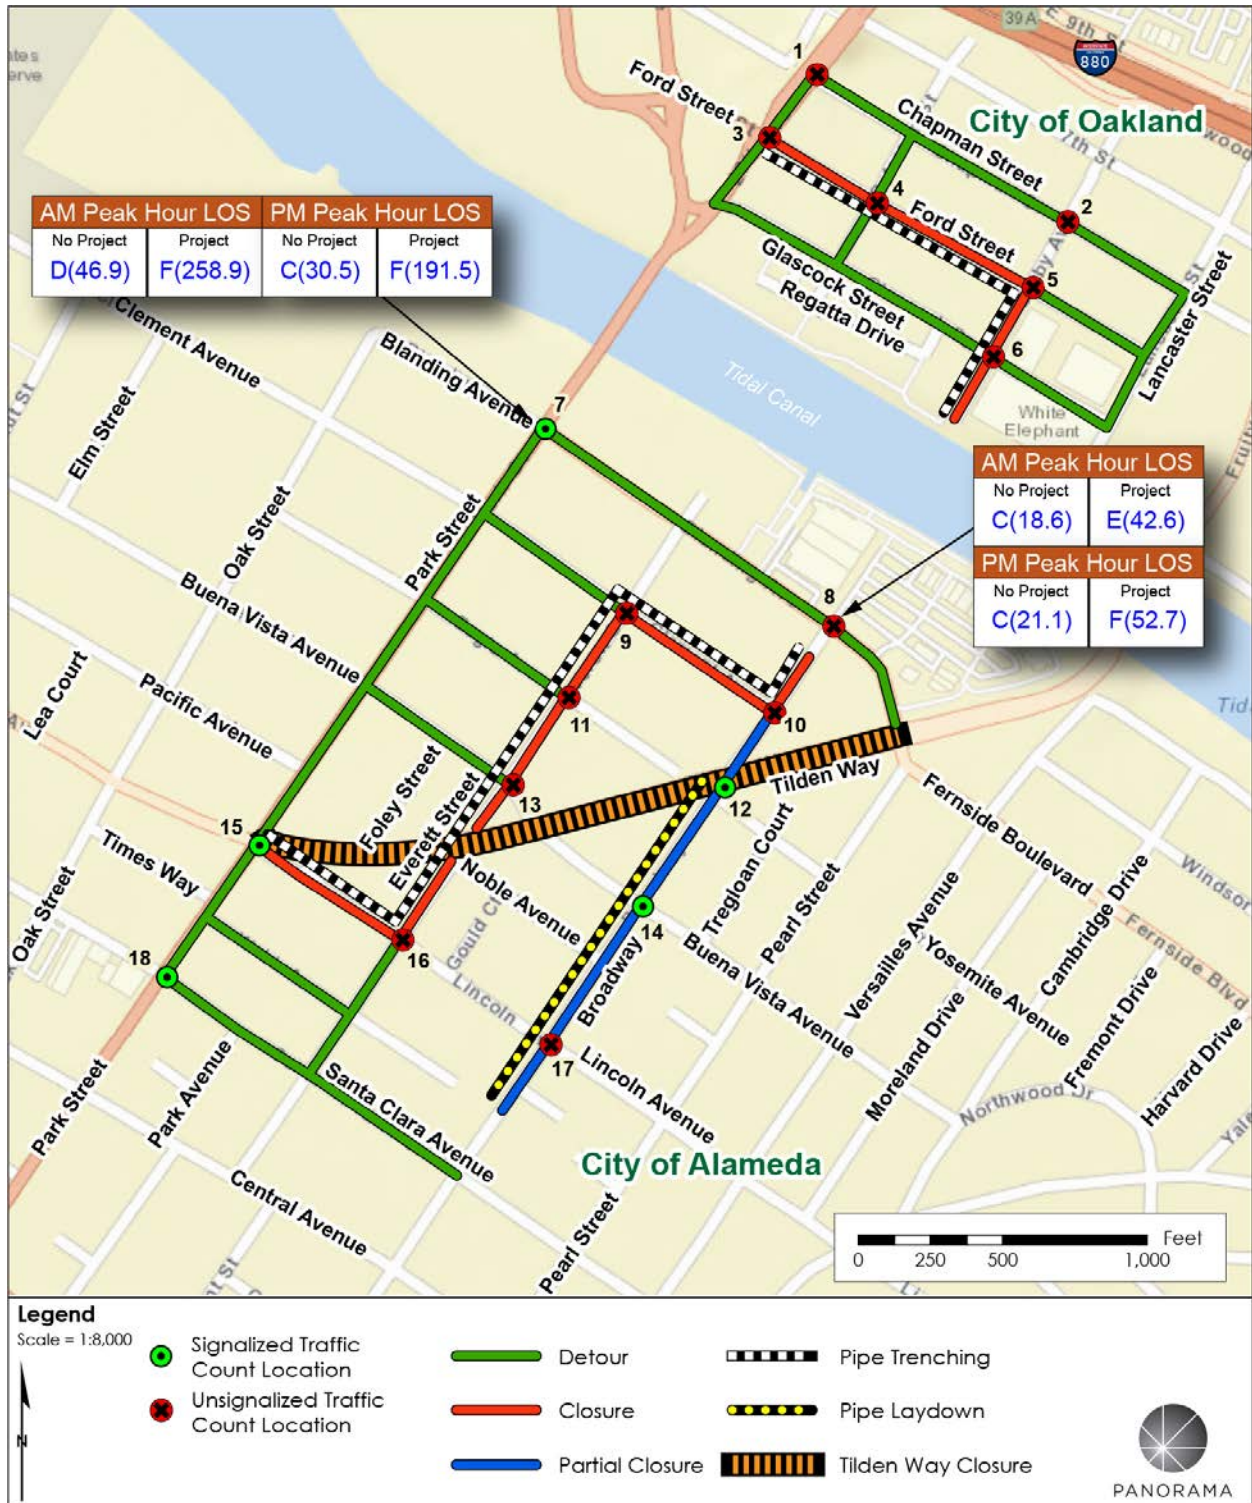 39 A
E 9th St
880
1
Ford Street
Chapman Street
City of Oakland
7th St
3
4
Ford Street
2
AM Peak Hour LOS
PM Peak Hour LOS
No Project
Project
No Project
Project
D(46.9)
F(258.9)
C(30.5)
F(191.5)
5
Glascock Street
Regatta Drive
6
Lancaster Street
Clement Avenue
Blanding Avenue
Tidal Canal
7
White
Elephant
Elm Street
AM Peak Hour LOS
No Project
Project
C(18.6)
E(42.6)
PM Peak Hour LOS
No Project
Project
C(21.1)
F(52.7)
Oak Street
Park Street
8
Buena Vista Avenue
9
Lea Court
Pacific Avenue
11
10
Foley Street
Everett Street
13
Tilden Way
12
15
Times Way
Noble Avenue
Tregloan Court
Fernside Boulevard
Windsor
Oak Street
Gould C
Pearl Street
Versailles Avenue
Cambridge Drive
16
14
18
Lincoln
Broadway
Buena Vista Avenue
Yosemite Avenue
Fernside Blvd
17
Lincoln Avenue
Moreland Drive
Fremont Drive
Harvard Drive
Northwood Dr
Park Street
Park Avenue
Santa Clara Avenue
City of Alameda
Central Avenue
Pearl Street
Feet
0 250 500 1,000
Legend
Scale = 1:8,000
N
Signalized Traffic
Count Location
Unsignalized Traffic
Count Location
Detour
Closure
Partial Closure
Pipe Trenching
Pipe Laydown
Tilden Way Closure
PANORAMA